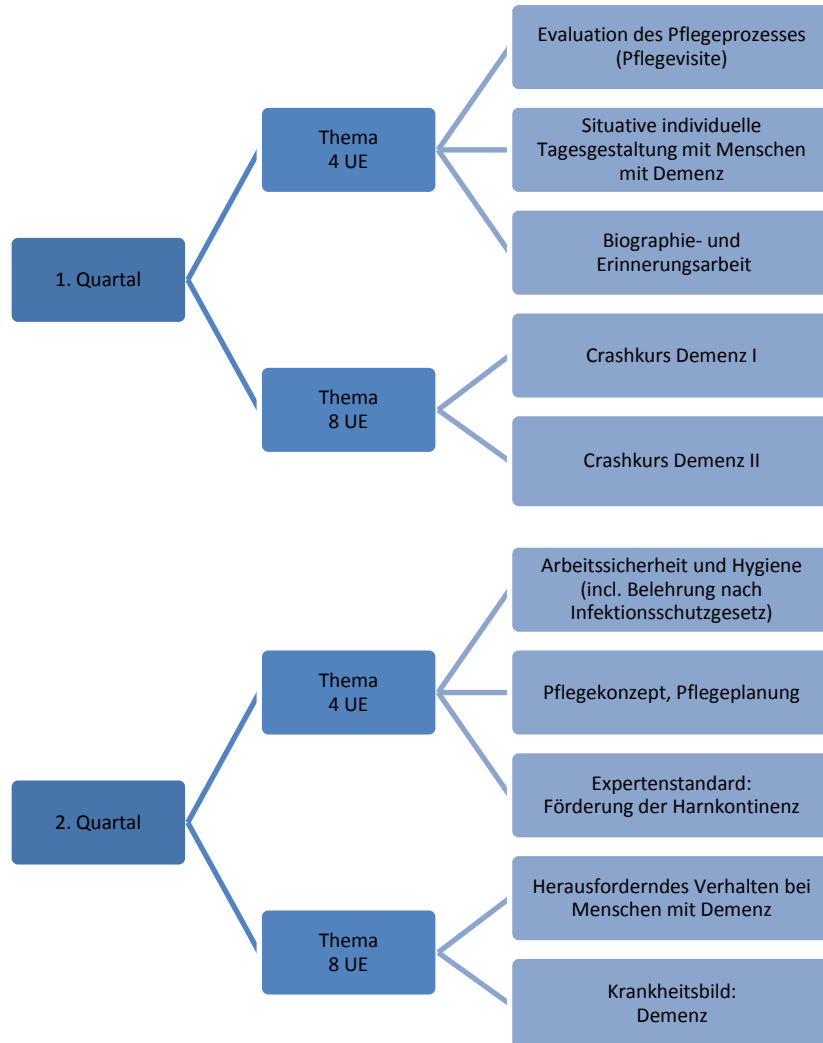 1. Quartal
Thema
4 UE
Evaluation des Pflegeprozesses
(Pflegevisite)
Situative individuelle
Tagesgestaltung mit Menschen
mit Demenz
Biographie- und
Erinnerungsarbeit
Thema
8 UE
Crashkurs Demenz I
Crashkurs Demenz II
2. Quartal
Thema
4 UE
Arbeitssicherheit und Hygiene
(incl. Belehrung nach
Infektionsschutzgesetz)
Pflegekonzept, Pflegeplanung
Expertenstandard:
Förderung der Harnkontinenz
Thema
8 UE
Herausforderndes Verhalten bei
Menschen mit Demenz
Krankheitsbild:
Demenz